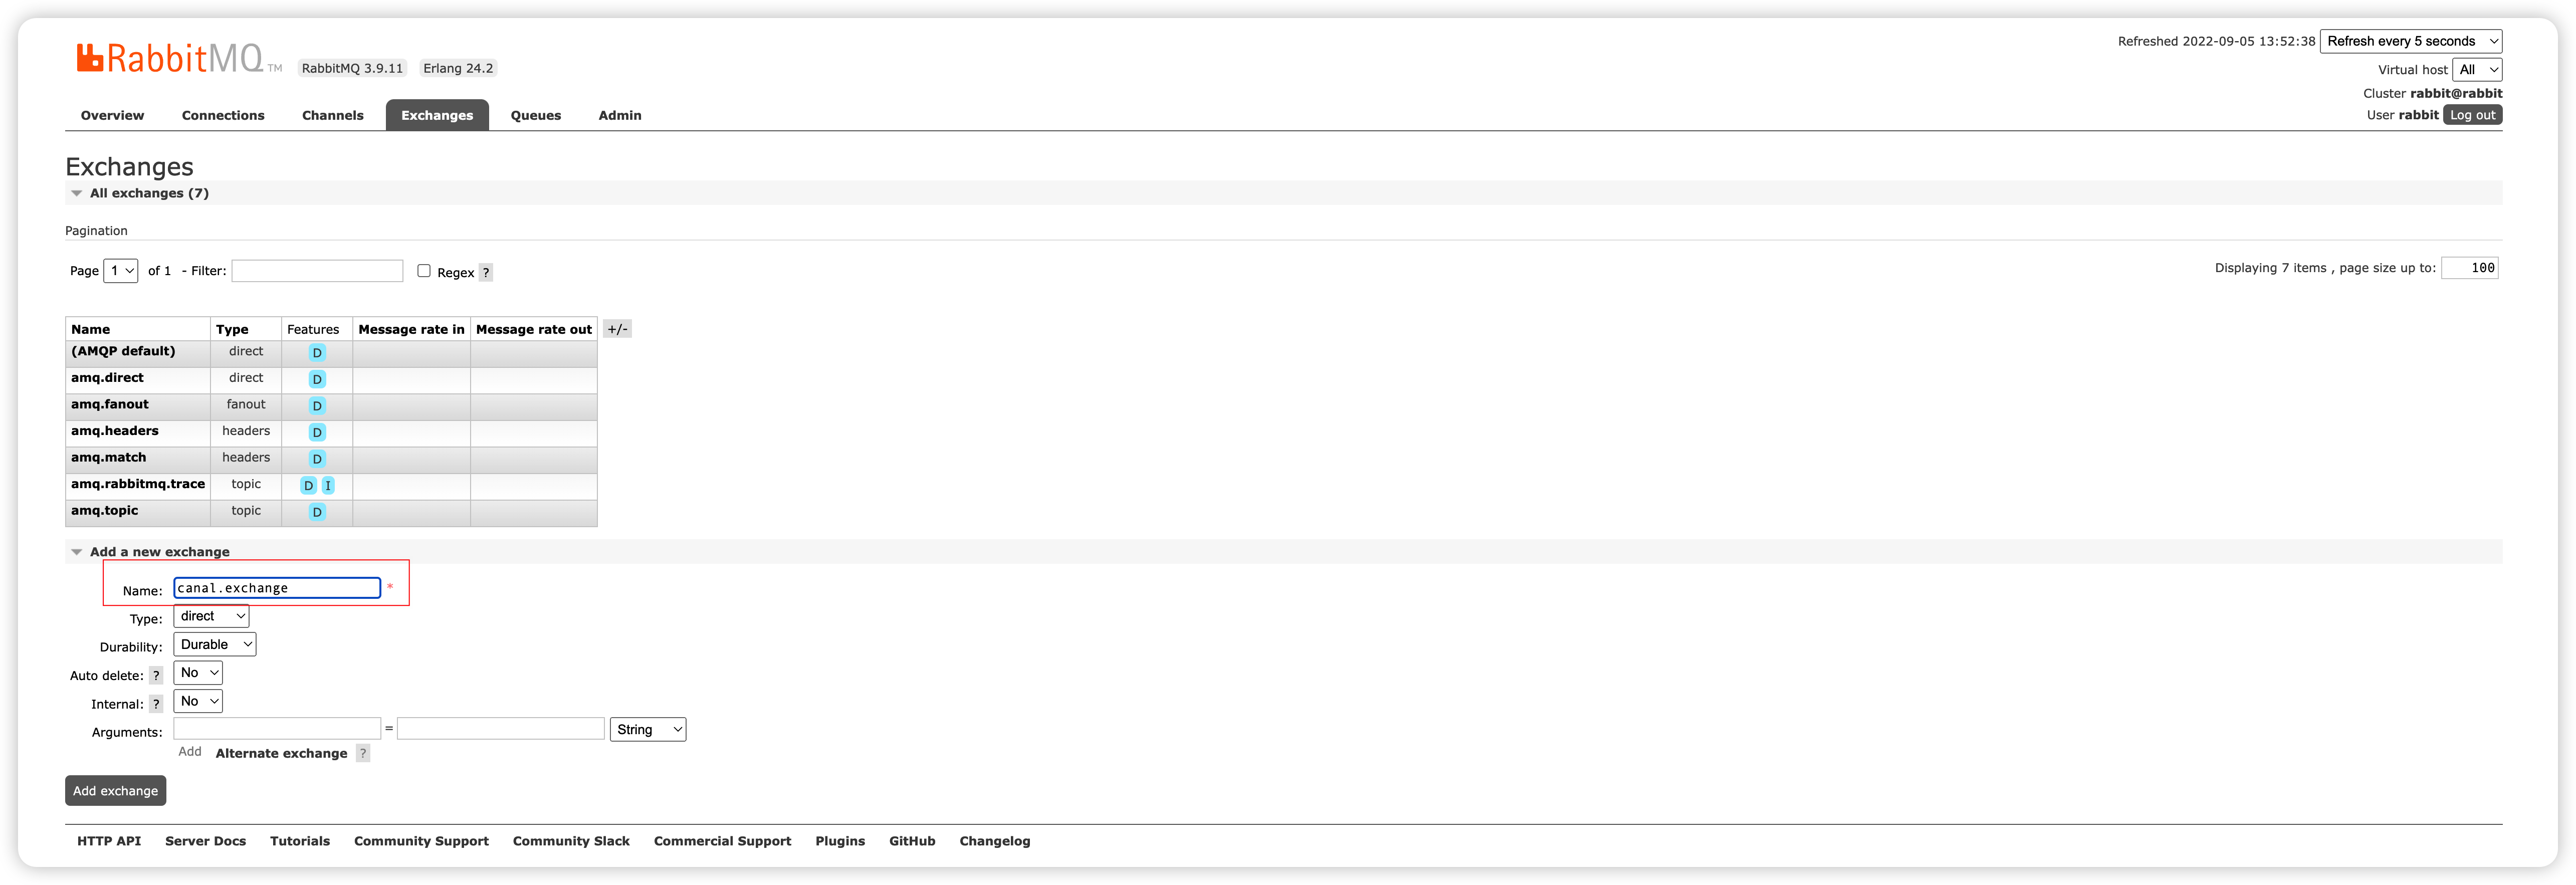 RabbitMQ TM RabbitMQ 3.9.11 Erlang 24.2
Refreshed 2022-09-05 13:52:38 Refresh every 5 seconds
Virtual host All
Cluster rabbit@rabbit
User rabbit Log out
Overview Connections Channels Exchanges Queues Admin
Exchanges
All exchanges (7)
Pagination
Page 1 of 1 - Filter: Regex ? Displaying 7 items , page size up to: 100
Name Type Features Message rate in Message rate out +/-
(AMQP default) direct D
amq.direct direct D
amq.fanout fanout D
amq.headers headers D
amq.match headers D
amq.rabbitmq.trace topic D I
amq.topic topic D
Add a new exchange
Name: canal.exchange *
Type: direct
Durability: Durable
Auto delete: ? No
Internal: ? No
Arguments: = String
Add Alternate exchange ?
Add exchange
HTTP API Server Docs Tutorials Community Support Community Slack Commercial Support Plugins GitHub Changelog